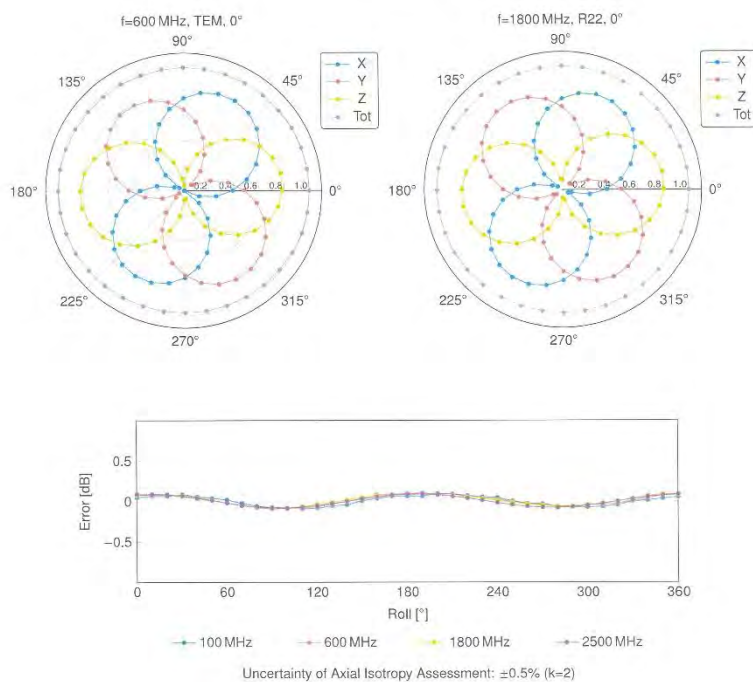 f=600 MHz, TEM, 0°
90°
135°
45°
X
Y
Z
Tot
180°
0.2 0.4 0.6 0.8 1.0
0°
225°
315°
270°
f=1800 MHz, R22, 0°
90°
135°
45°
X
Y
Z
Tot
180°
0.2 0.4 0.6 0.8 1.0
0°
225°
315°
270°
Error [dB]
0.5
0
−0.5
0 60 120 180 240 300 360
Roll [°]
100 MHz 600 MHz 1800 MHz 2500 MHz
Uncertainty of Axial Isotropy Assessment: ±0.5% (k=2)